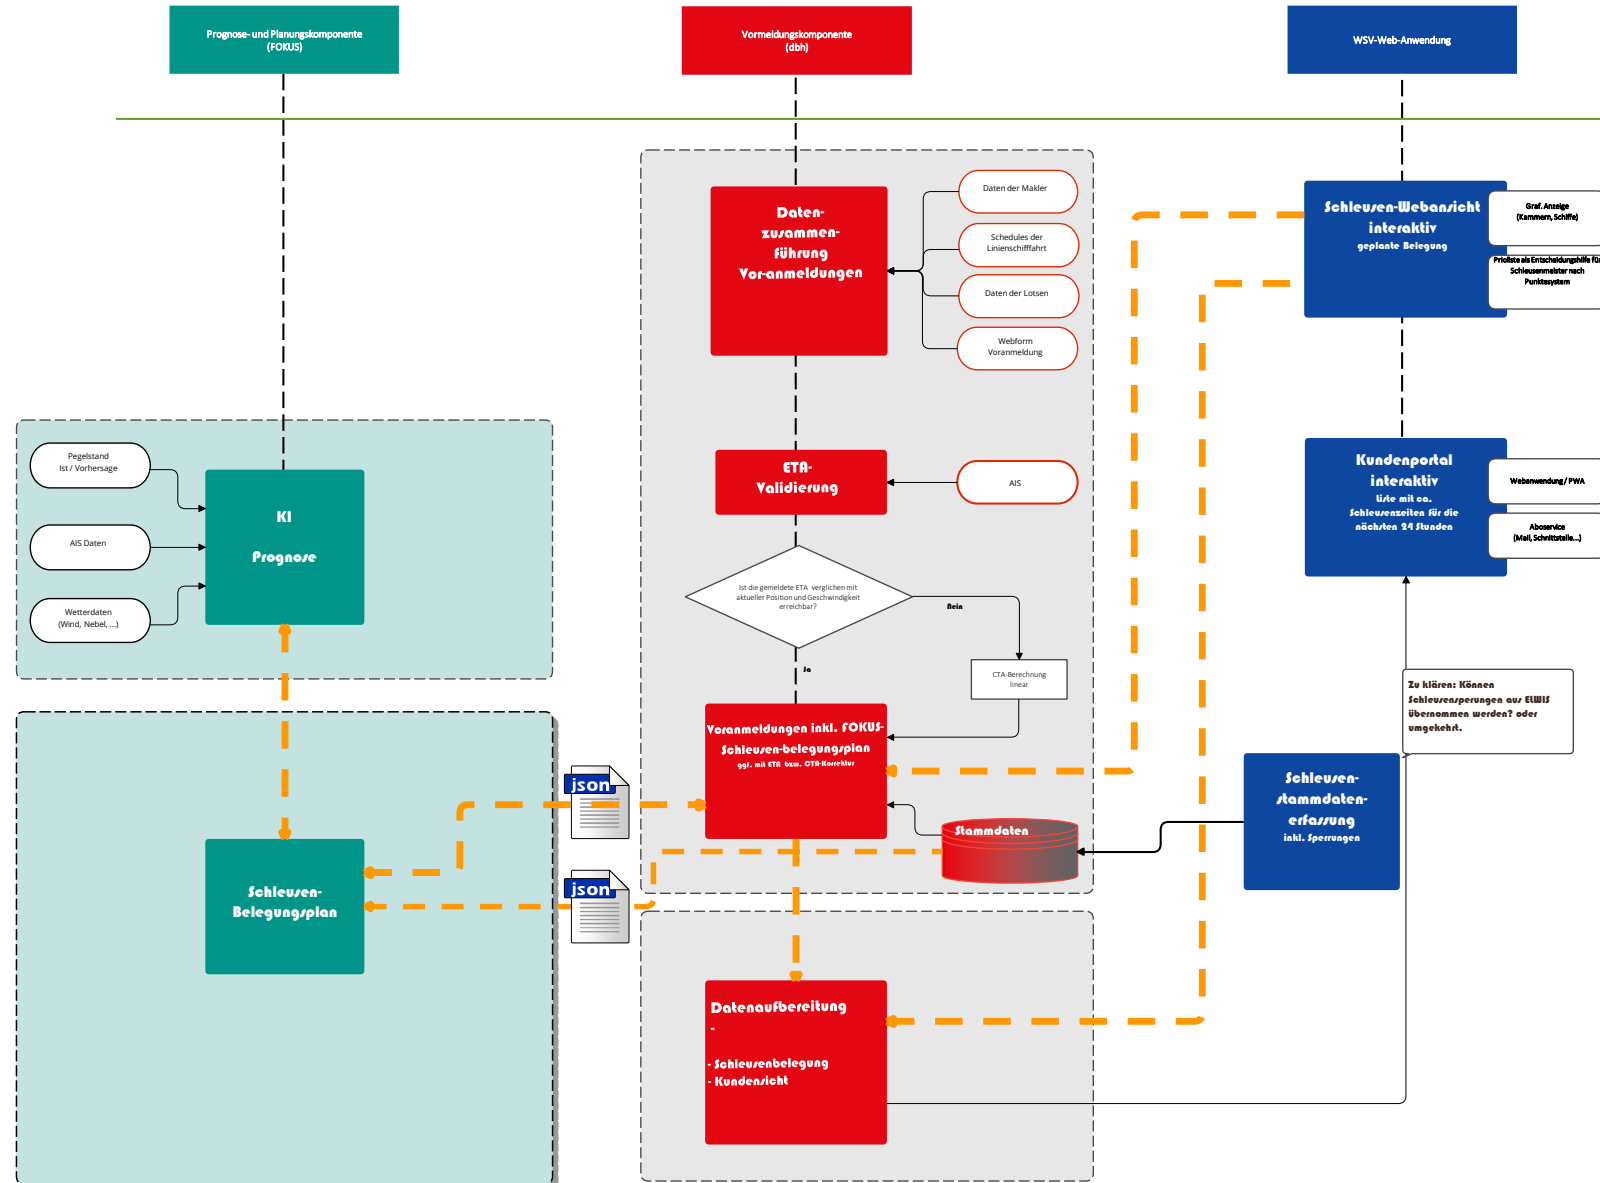 Prognose- und Planungskomponente
(FOKUS)
Vormeldungskomponente
(dbh)
WSV-Web-Anwendung
Daten-
zusammen-
führung
Vor-anmeldungen
Daten der Makler
Schedules der
Linienschifffahrt
Daten der Lotsen
Webform
Voranmeldung
Schleusen-Webansicht
interaktiv
geplante Belegung
Graf. Anzeige
(Kammern, Schiffe)
Prioliste als Entscheidungshilfe für
Schleusenmeister nach
Punktesystem
Pegelstand
Ist / Vorhersage
AIS Daten
Wetterdaten
(Wind, Nebel, ...)
KI
Prognose
ETA-
Validierung
AIS
Kundenportal
interaktiv
Liste mit ca.
Schleusenzeiten für die
nächsten 24 Stunden
Webanwendung / PWA
Aboservice
(Mail, Schnittstelle...)
Ist die gemeldete ETA verglichen mit
aktueller Position und Geschwindigkeit
erreichbar?
Nein
Ja
CTA-Berechnung
linear
Zu klären: Können
Schleusensperungen aus ELWIS
übernommen werden? oder
umgekehrt.
Voranmeldungen inkl. FOKUS-
Schleusen-belegungsplan
ggf. mit ETA bzw. CTA-Korrektur
json
Stammdaten
Schleusen-
stammdaten-
erfassung
inkl. Sperrungen
json
Schleusen-
Belegungsplan
Datenaufbereitung
-
- Schleusenbelegung
- Kundensicht